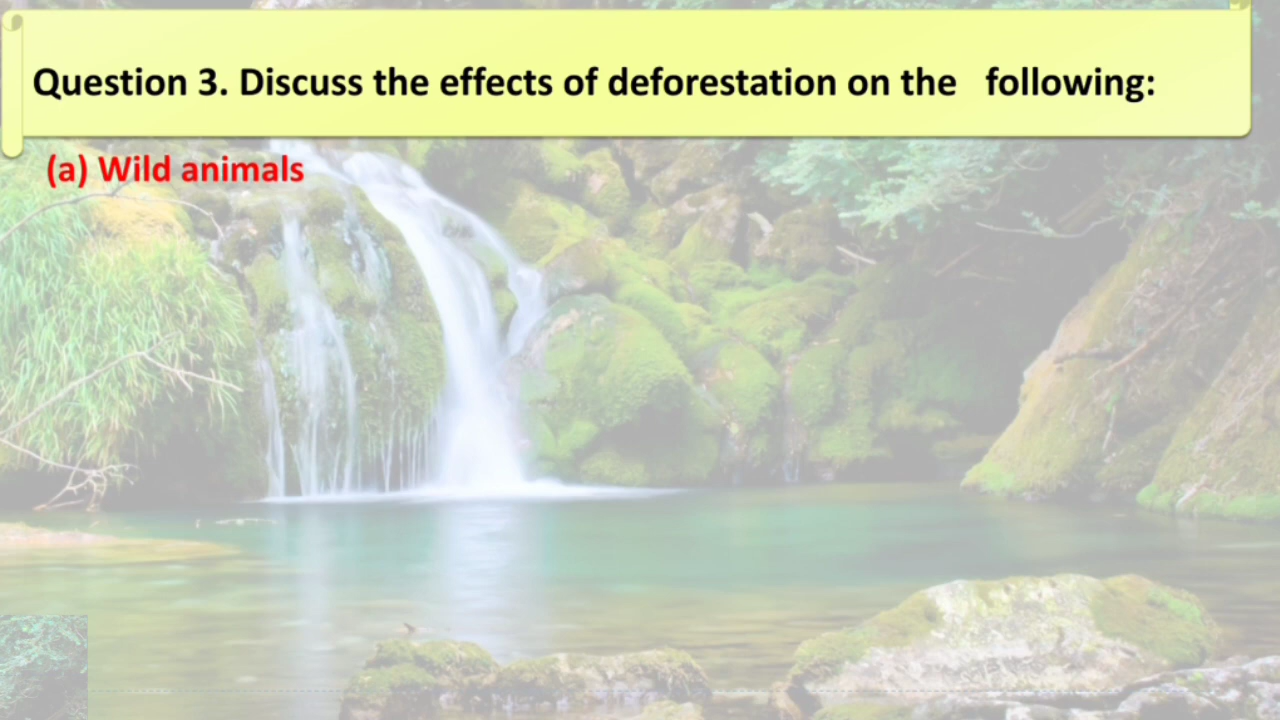 Question 3. Discuss the effects of deforestation on the following:
(a) Wild animals